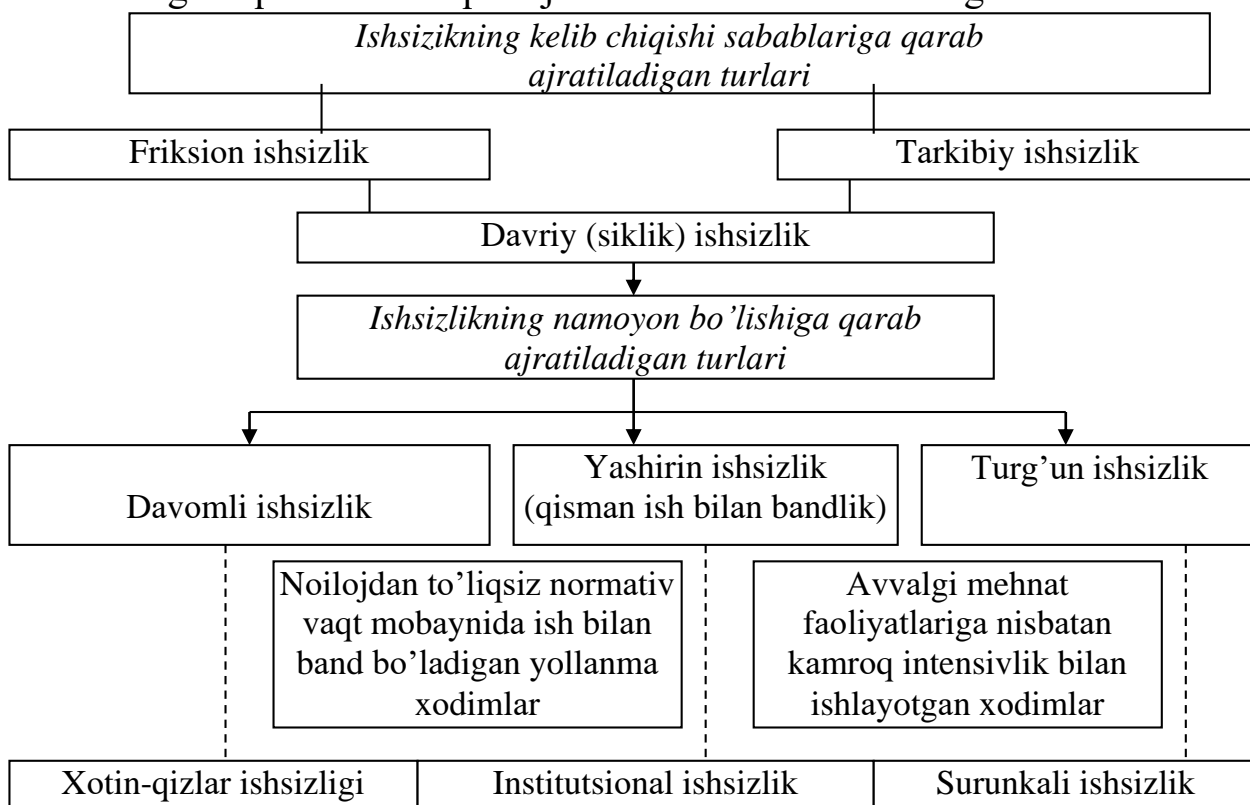 Ishsizikning kelib chiqishi sabablariga qarab
ajratiladigan turlari
Friksion ishsizlik
Tarkibiy ishsizlik
Davriy (siklik) ishsizlik
Ishsizlikning namoyon bo’lishiga qarab
ajratiladigan turlari
Davomli ishsizlik
Yashirin ishsizlik
(qisman ish bilan bandlik)
Turg’un ishsizlik
Noilojdan to’liqsiz normativ
vaqt mobaynida ish bilan
band bo’ladigan yollanma
xodimlar
Avvalgi mehnat
faoliyatlariga nisbatan
kamroq intensivlik bilan
ishlayotgan xodimlar
Xotin-qizlar ishsizligi
Institutsional ishsizlik
Surunkali ishsizlik